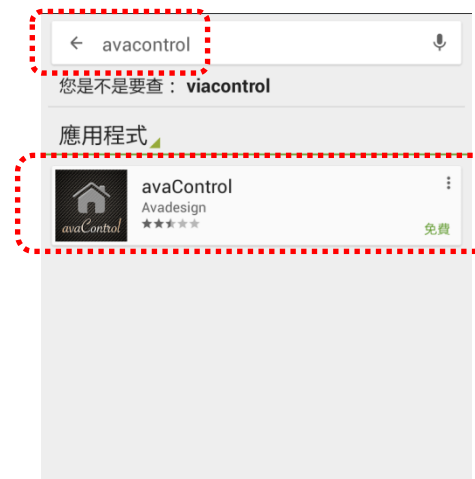 avacontrol
您是不是要查： viacontrol
應用程式
avaControl
Avadesign
avaControl
免費